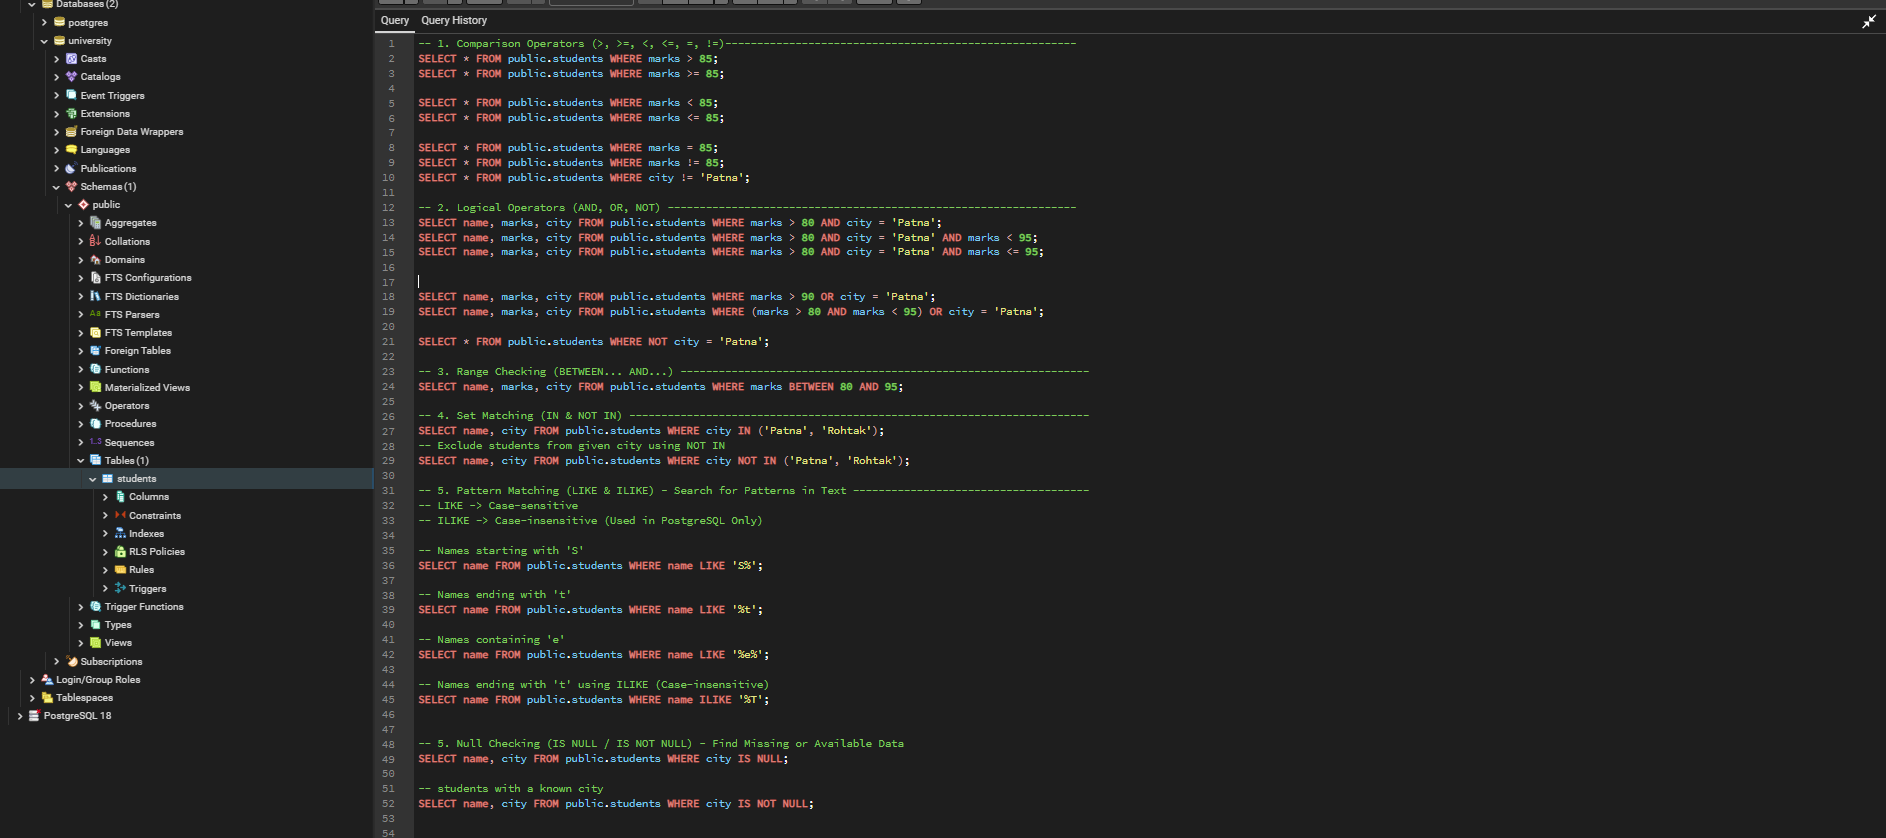 Databases (2)
postgres
university
Casts
Catalogs
Event Triggers
Extensions
Foreign Data Wrappers
Languages
Publications
Schemas (1)
public
Aggregates
Collations
Domains
FTS Configurations
FTS Dictionaries
FTS Parsers
FTS Templates
Foreign Tables
Functions
Materialized Views
Operators
Procedures
1..3 Sequences
Tables (1)
students
Columns
Constraints
Indexes
RLS Policies
Rules
Triggers
Trigger Functions
Types
Views
Subscriptions
Login/Group Roles
Tablespaces
PostgreSQL 18
Query Query History
1 -- 1. Comparison Operators (>, >=, <, <=, =, !=)-------------------------------------------------------
2 SELECT * FROM public.students WHERE marks > 85;
3 SELECT * FROM public.students WHERE marks >= 85;
4
5 SELECT * FROM public.students WHERE marks < 85;
6 SELECT * FROM public.students WHERE marks <= 85;
7
8 SELECT * FROM public.students WHERE marks = 85;
9 SELECT * FROM public.students WHERE marks != 85;
10 SELECT * FROM public.students WHERE city != 'Patna';
11
12 -- 2. Logical Operators (AND, OR, NOT) ----------------------------------------------------------------
13 SELECT name, marks, city FROM public.students WHERE marks > 80 AND city = 'Patna';
14 SELECT name, marks, city FROM public.students WHERE marks > 80 AND city = 'Patna' AND marks < 95;
15 SELECT name, marks, city FROM public.students WHERE marks > 80 AND city = 'Patna' AND marks <= 95;
16
17
18 SELECT name, marks, city FROM public.students WHERE marks > 90 OR city = 'Patna';
19 SELECT name, marks, city FROM public.students WHERE (marks > 80 AND marks < 95) OR city = 'Patna';
20
21 SELECT * FROM public.students WHERE NOT city = 'Patna';
22
23 -- 3. Range Checking (BETWEEN... AND...) ----------------------------------------------------------------
24 SELECT name, marks, city FROM public.students WHERE marks BETWEEN 80 AND 95;
25
26 -- 4. Set Matching (IN & NOT IN) ------------------------------------------------------------------------
27 SELECT name, city FROM public.students WHERE city IN ('Patna', 'Rohtak');
28 -- Exclude students from given city using NOT IN
29 SELECT name, city FROM public.students WHERE city NOT IN ('Patna', 'Rohtak');
30
31 -- 5. Pattern Matching (LIKE & ILIKE) - Search for Patterns in Text -------------------------------------
32 -- LIKE -> Case-sensitive
33 -- ILIKE -> Case-insensitive (Used in PostgreSQL Only)
34
35 -- Names starting with 'S'
36 SELECT name FROM public.students WHERE name LIKE 'S%';
37
38 -- Names ending with 't'
39 SELECT name FROM public.students WHERE name LIKE '%t';
40
41 -- Names containing 'e'
42 SELECT name FROM public.students WHERE name LIKE '%e%';
43
44 -- Names ending with 't' using ILIKE (Case-insensitive)
45 SELECT name FROM public.students WHERE name ILIKE '%T';
46
47
48 -- 5. Null Checking (IS NULL / IS NOT NULL) - Find Missing or Available Data
49 SELECT name, city FROM public.students WHERE city IS NULL;
50
51 -- students with a known city
52 SELECT name, city FROM public.students WHERE city IS NOT NULL;
53
54